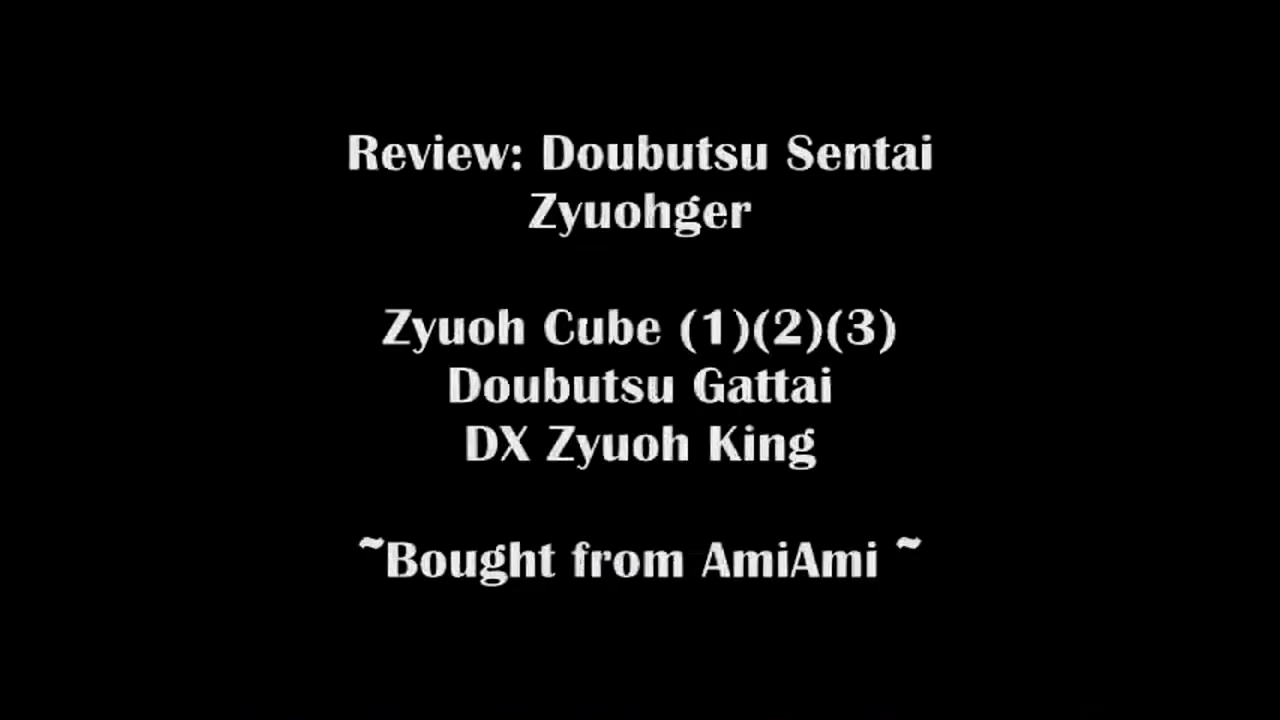 Review: Doubutsu Sentai
Zyuohger
Zyuoh Cube (1)(2)(3)
Doubutsu Gattai
DX Zyuoh King
~Bought from AmiAmi ~